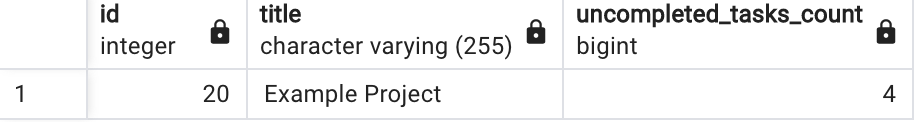 id title uncompleted_tasks_count
integer character varying (255) bigint
1 20 Example Project 4